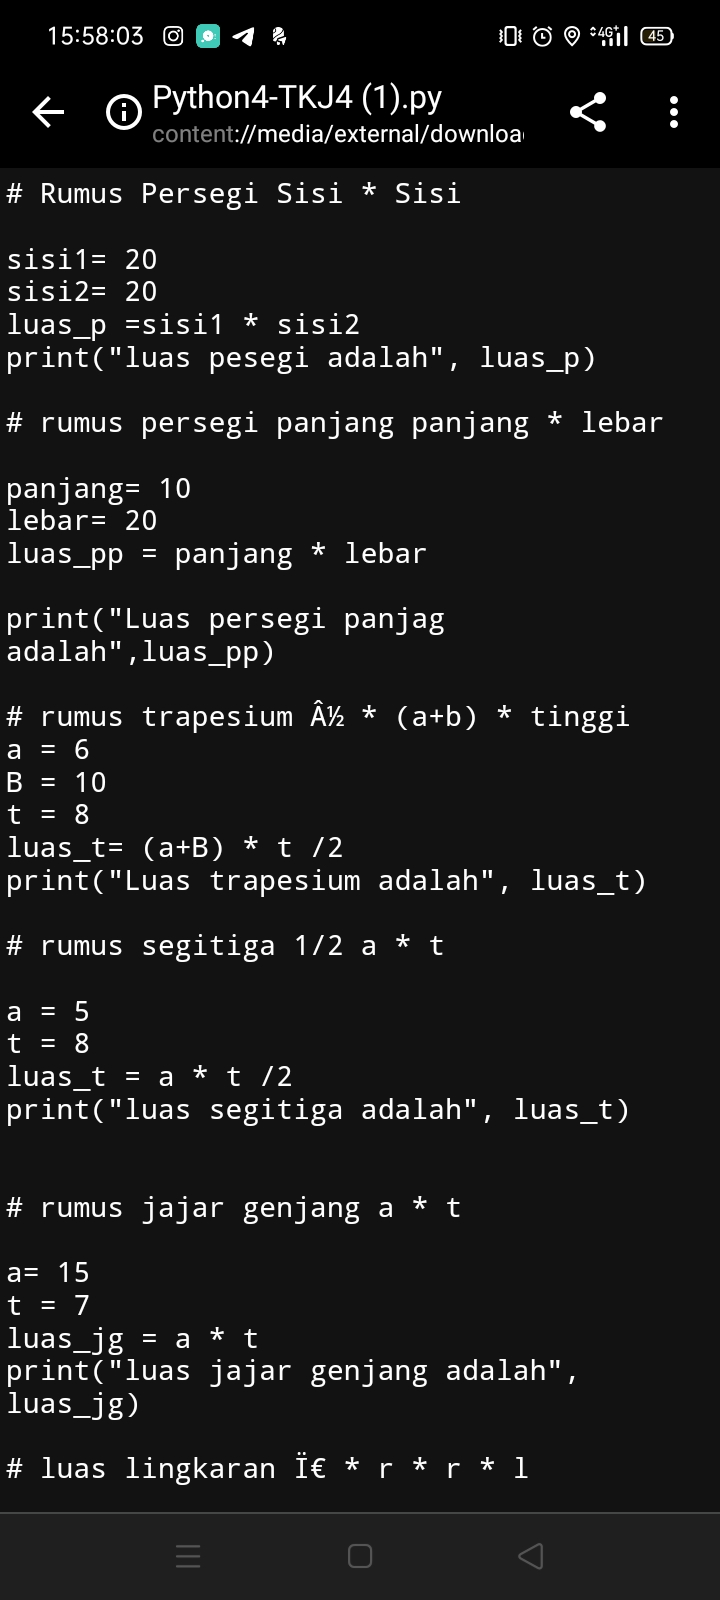 15:58:03
4G+
45
Python4-TKJ4 (1).py
content://media/external/downloa
# Rumus Persegi Sisi * Sisi
sisi1= 20
sisi2= 20
luas_p =sisi1 * sisi2
print("luas pesegi adalah", luas_p)
# rumus persegi panjang panjang * lebar
panjang= 10
lebar= 20
luas_pp = panjang * lebar
print("Luas persegi panjag
adalah",luas_pp)
# rumus trapesium Â½ * (a+b) * tinggi
a = 6
B = 10
t = 8
luas_t= (a+B) * t /2
print("Luas trapesium adalah", luas_t)
# rumus segitiga 1/2 a * t
a = 5
t = 8
luas_t = a * t /2
print("luas segitiga adalah", luas_t)
# rumus jajar genjang a * t
a= 15
t = 7
luas_jg = a * t
print("luas jajar genjang adalah",
luas_jg)
# luas lingkaran Ï€ * r * r * l